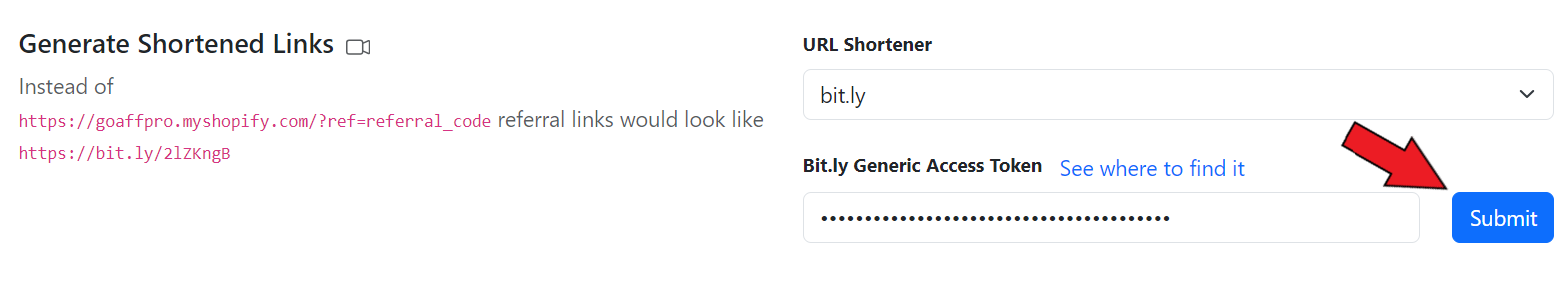 Generate Shortened Links
Instead of
https://goaffpro.myshopify.com/?ref=referral_code referral links would look like
https://bit.ly/2lZKngB
URL Shortener
bit.ly
Bit.ly Generic Access Token See where to find it
••••••••••••••••••••••••••••••••••••••••
Submit